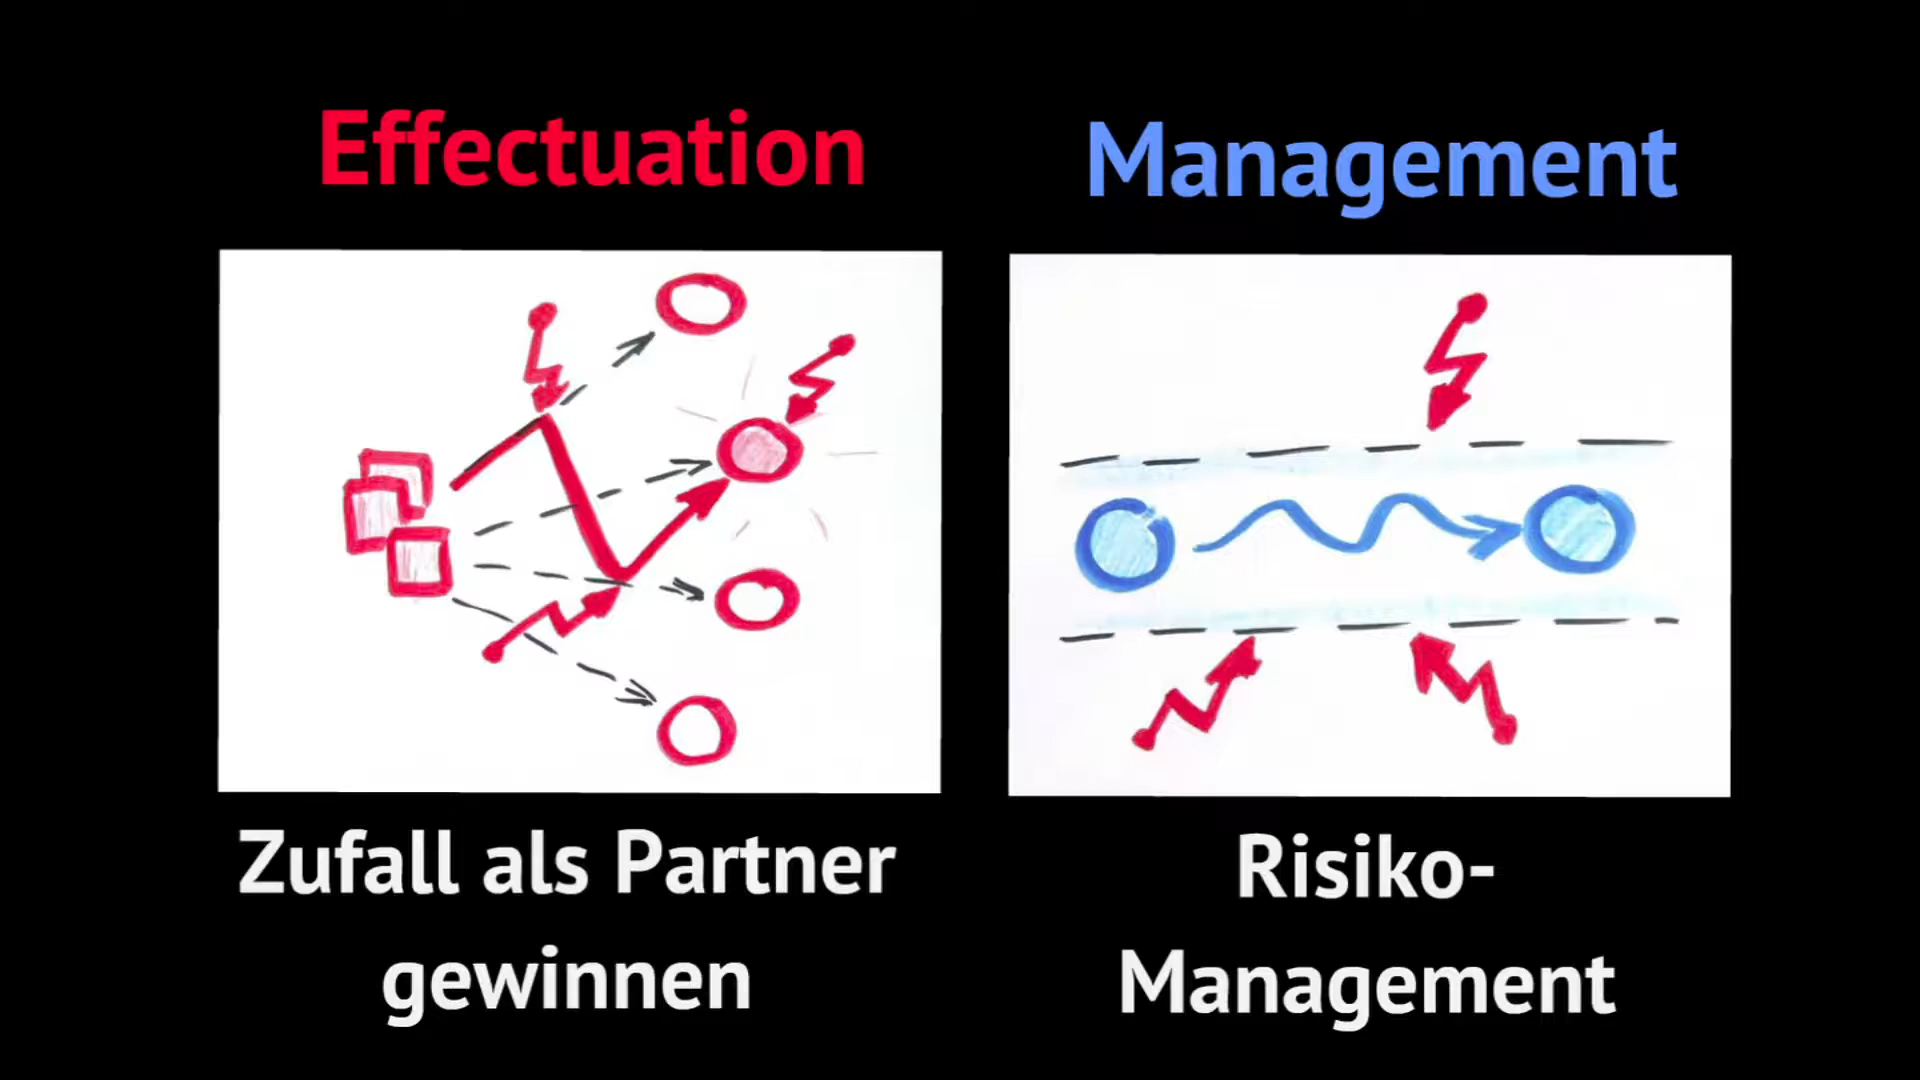 Effectuation
Management
Zufall als Partner
gewinnen
Risiko-
Management